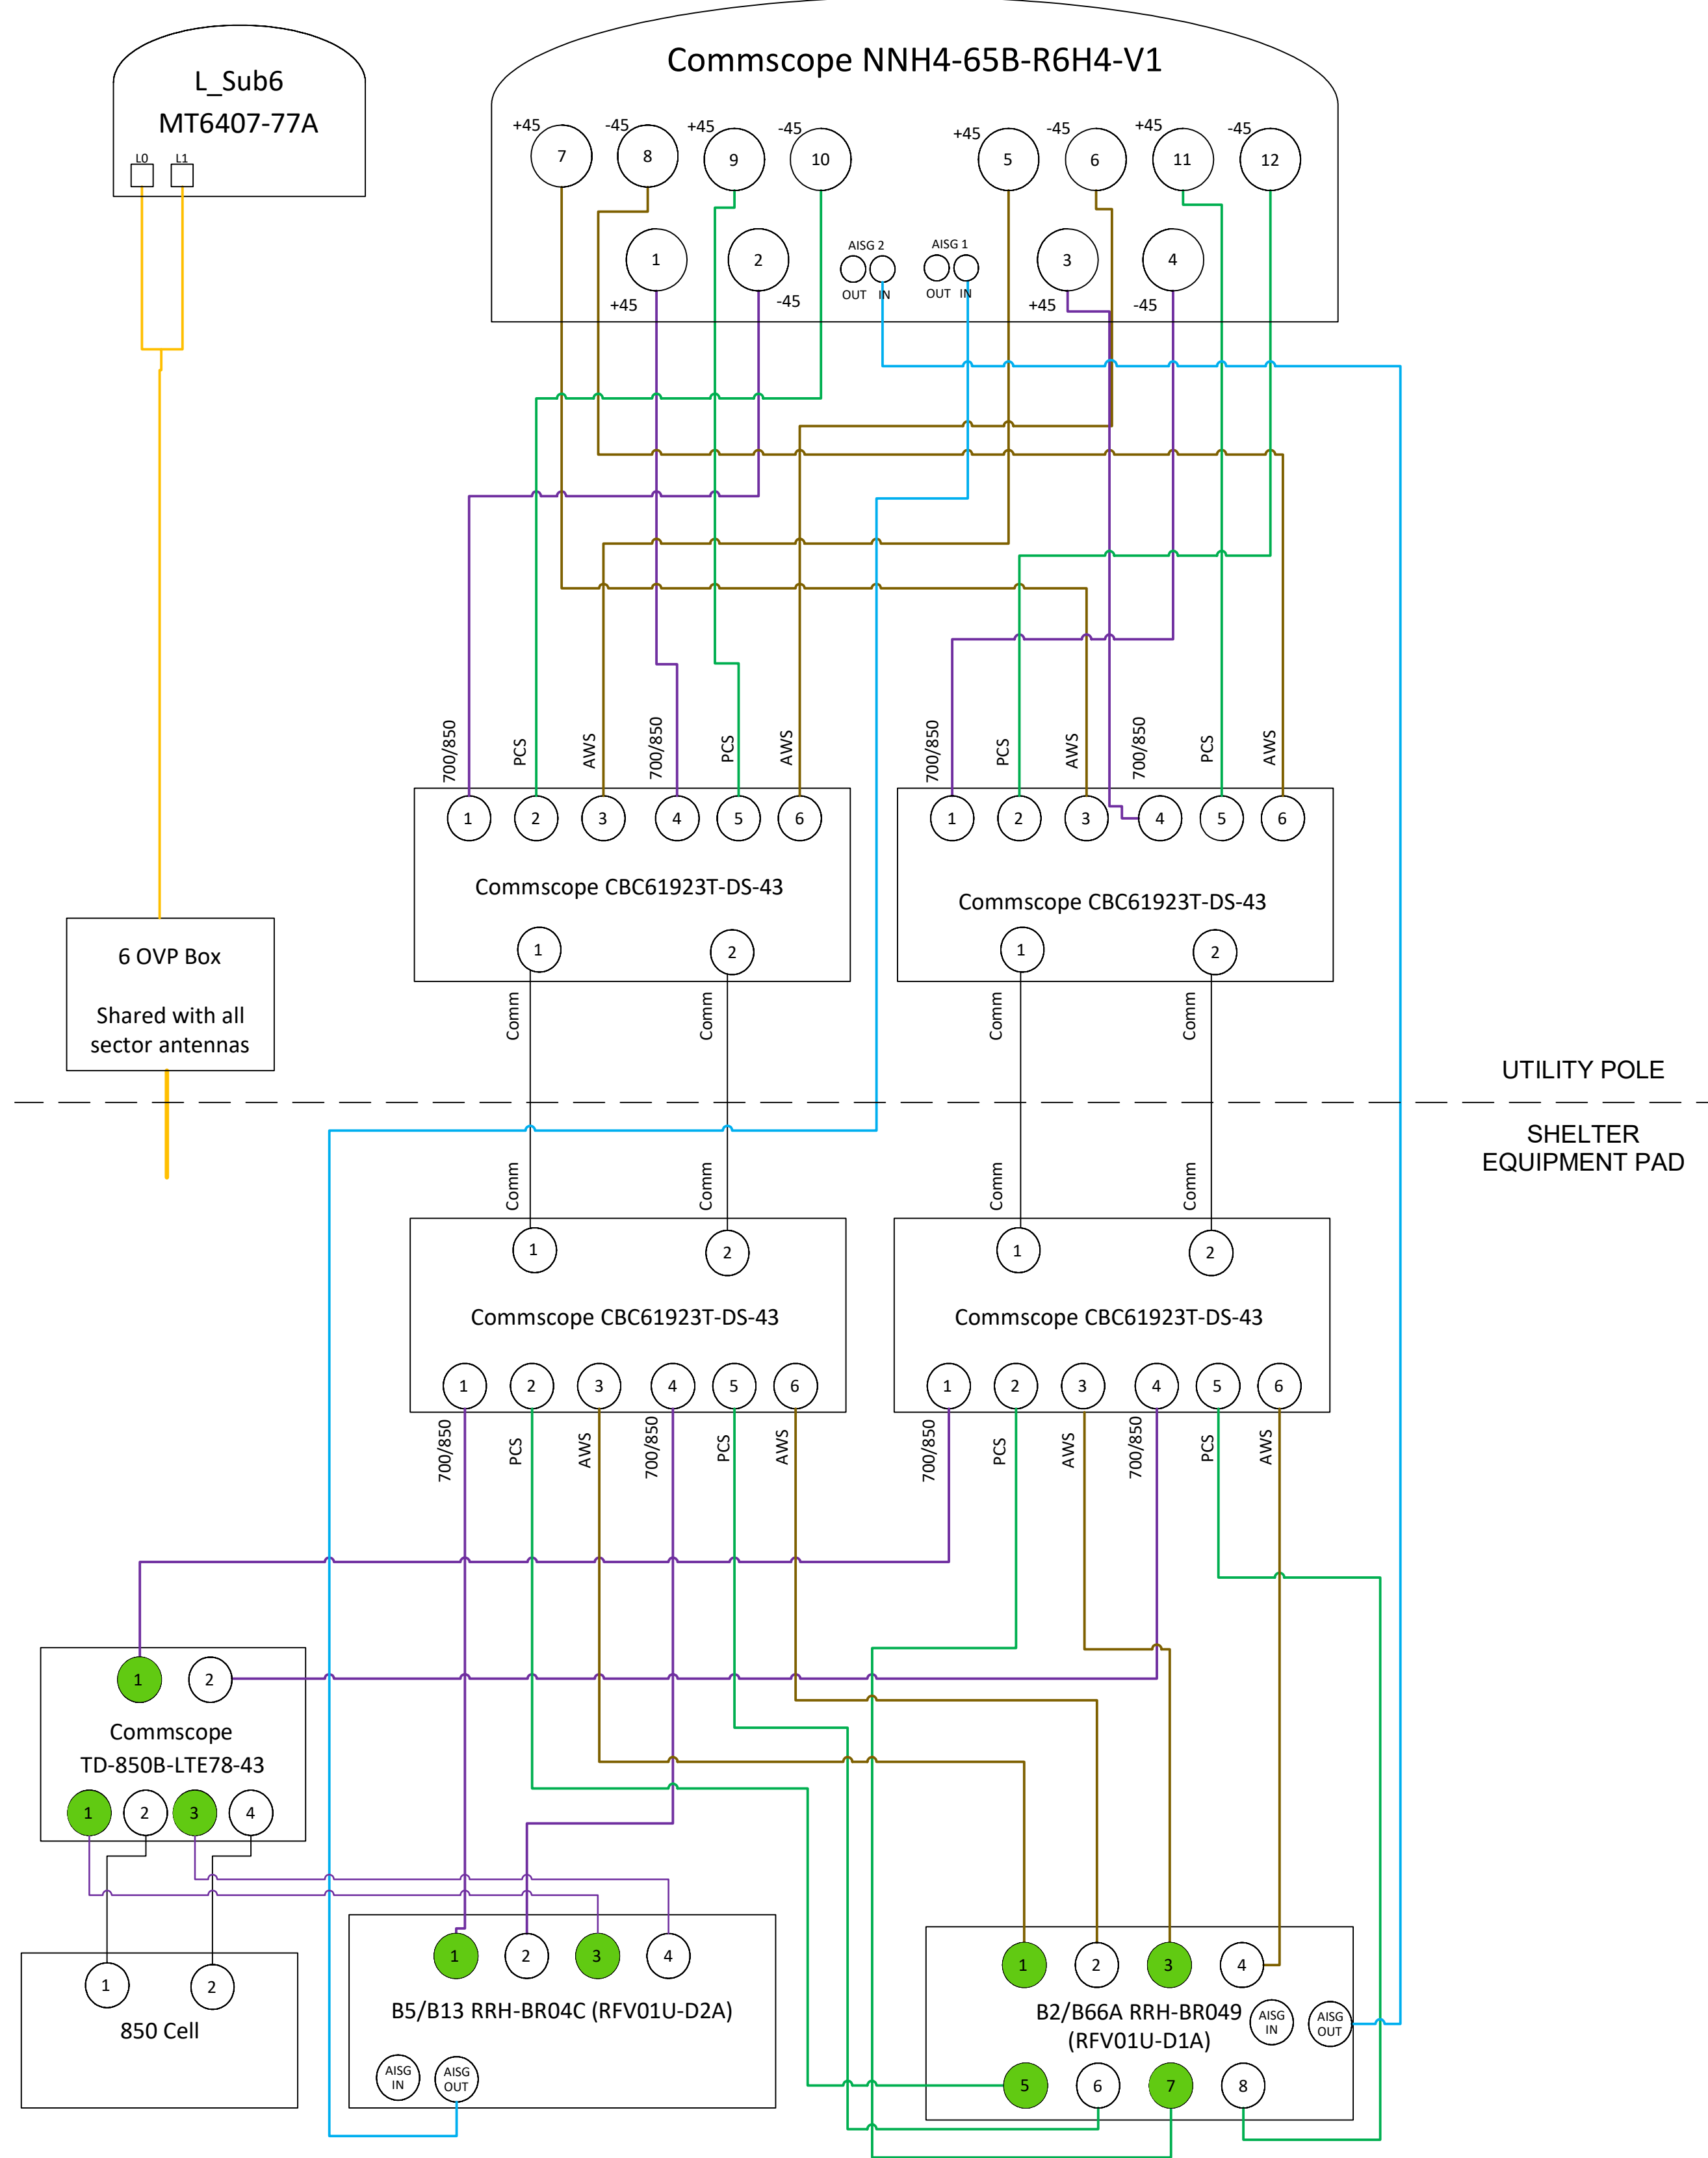 L_Sub6
MT6407-77A
L0 L1
Commscope NNH4-65B-R6H4-V1
+45 -45 +45 -45 +45 -45 +45 -45
7 8 9 10 5 6 11 12
1 2 3 4
AISG 2 AISG 1
OUT IN OUT IN
+45 -45 +45 -45
700/850 PCS AWS 700/850 PCS AWS
700/850 PCS AWS 700/850 PCS AWS
1 2 3 4 5 6
1 2 3 4 5 6
Commscope CBC61923T-DS-43
Commscope CBC61923T-DS-43
1 2
1 2
6 OVP Box
Shared with all
sector antennas
Comm Comm Comm Comm
UTILITY POLE
SHELTER
EQUIPMENT PAD
Comm Comm Comm Comm
1 2
1 2
Commscope CBC61923T-DS-43
Commscope CBC61923T-DS-43
1 2 3 4 5 6
1 2 3 4 5 6
700/850 PCS AWS 700/850 PCS AWS
700/850 PCS AWS 700/850 PCS AWS
1 2
Commscope
TD-850B-LTE78-43
1 2 3 4
1 2
850 Cell
1 2 3 4
B5/B13 RRH-BR04C (RFV01U-D2A)
AISG
IN
AISG
OUT
1 2 3 4
B2/B66A RRH-BR049
(RFV01U-D1A)
AISG
IN
AISG
OUT
5 6 7 8